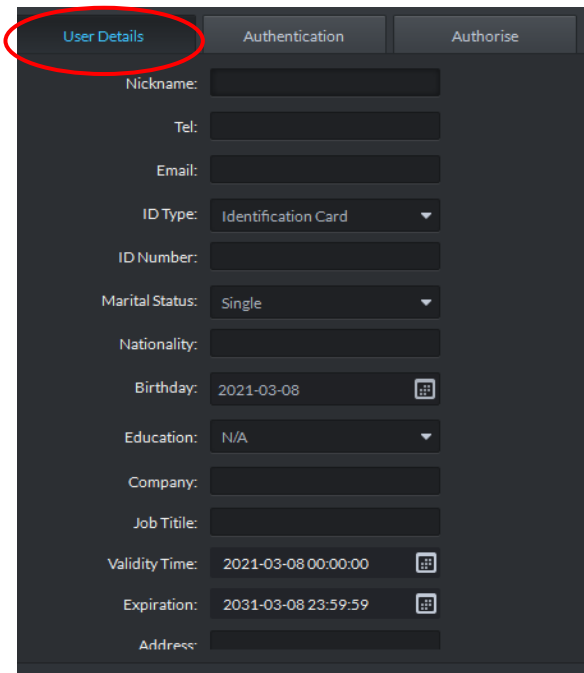 User Details Authentication Authorise
Nickname:
Tel:
Email:
ID Type: Identification Card
ID Number:
Marital Status: Single
Nationality:
Birthday: 2021-03-08
Education: N/A
Company:
Job Titile:
Validity Time: 2021-03-08 00:00:00
Expiration: 2031-03-08 23:59:59
Address: